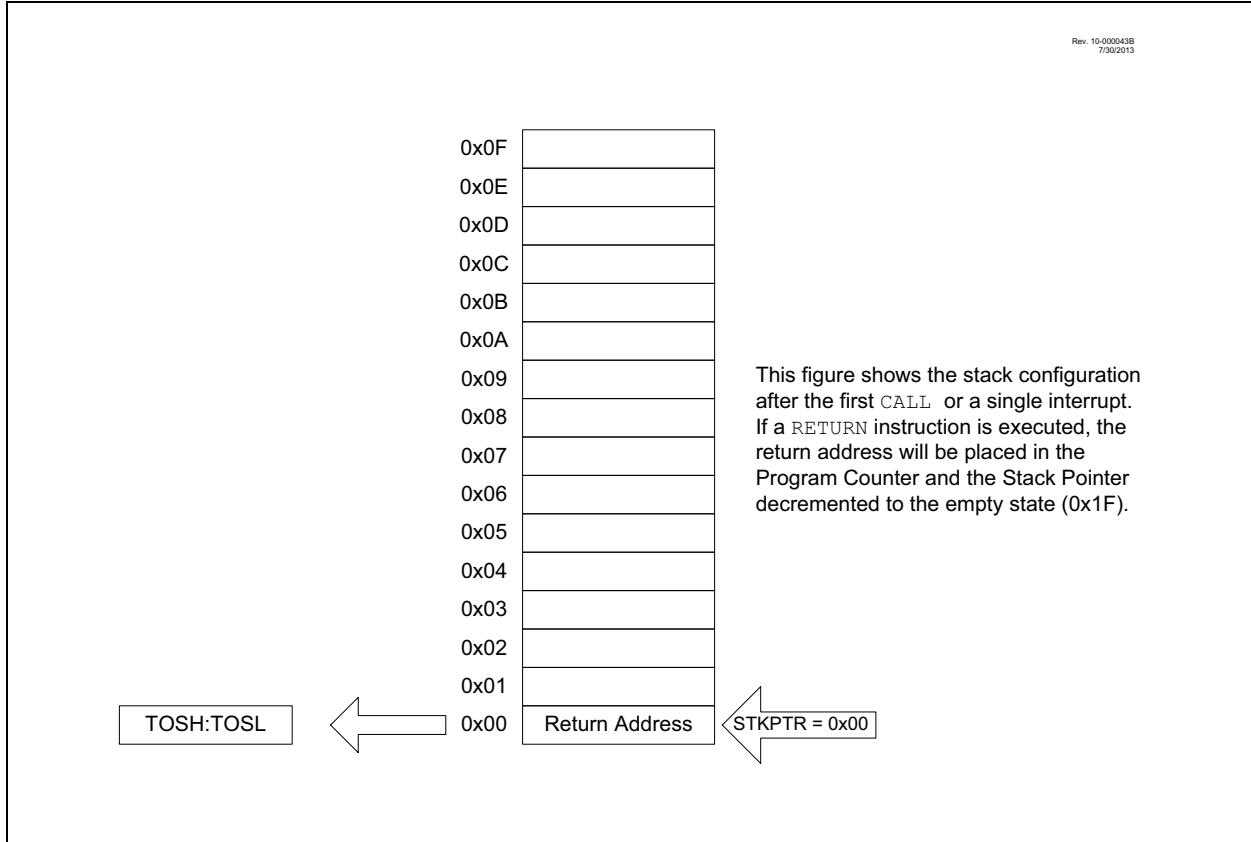 Rev. 10-000043B
7/30/2013
0x0F
0x0E
0x0D
0x0C
0x0B
0x0A
0x09
0x08
0x07
0x06
0x05
0x04
0x03
0x02
0x01
This figure shows the stack configuration
after the first CALL or a single interrupt.
If a RETURN instruction is executed, the
return address will be placed in the
Program Counter and the Stack Pointer
decremented to the empty state (0x1F).
TOSH:TOSL
0x00
Return Address
STKPTR = 0x00